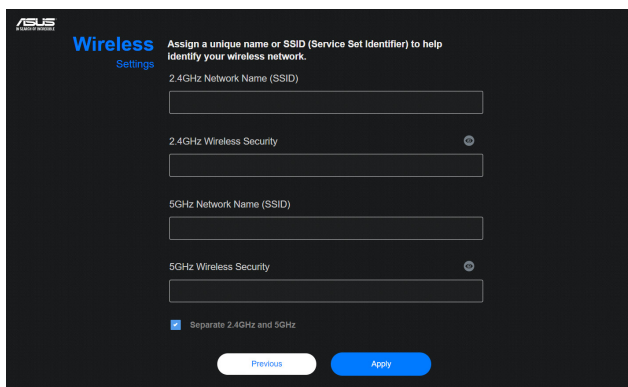 ASUS
IN SEARCH OF INCREDIBLE
Wireless
Settings
Assign a unique name or SSID (Service Set Identifier) to help
identify your wireless network.
2.4GHz Network Name (SSID)
2.4GHz Wireless Security
5GHz Network Name (SSID)
5GHz Wireless Security
Separate 2.4GHz and 5GHz
Previous
Apply